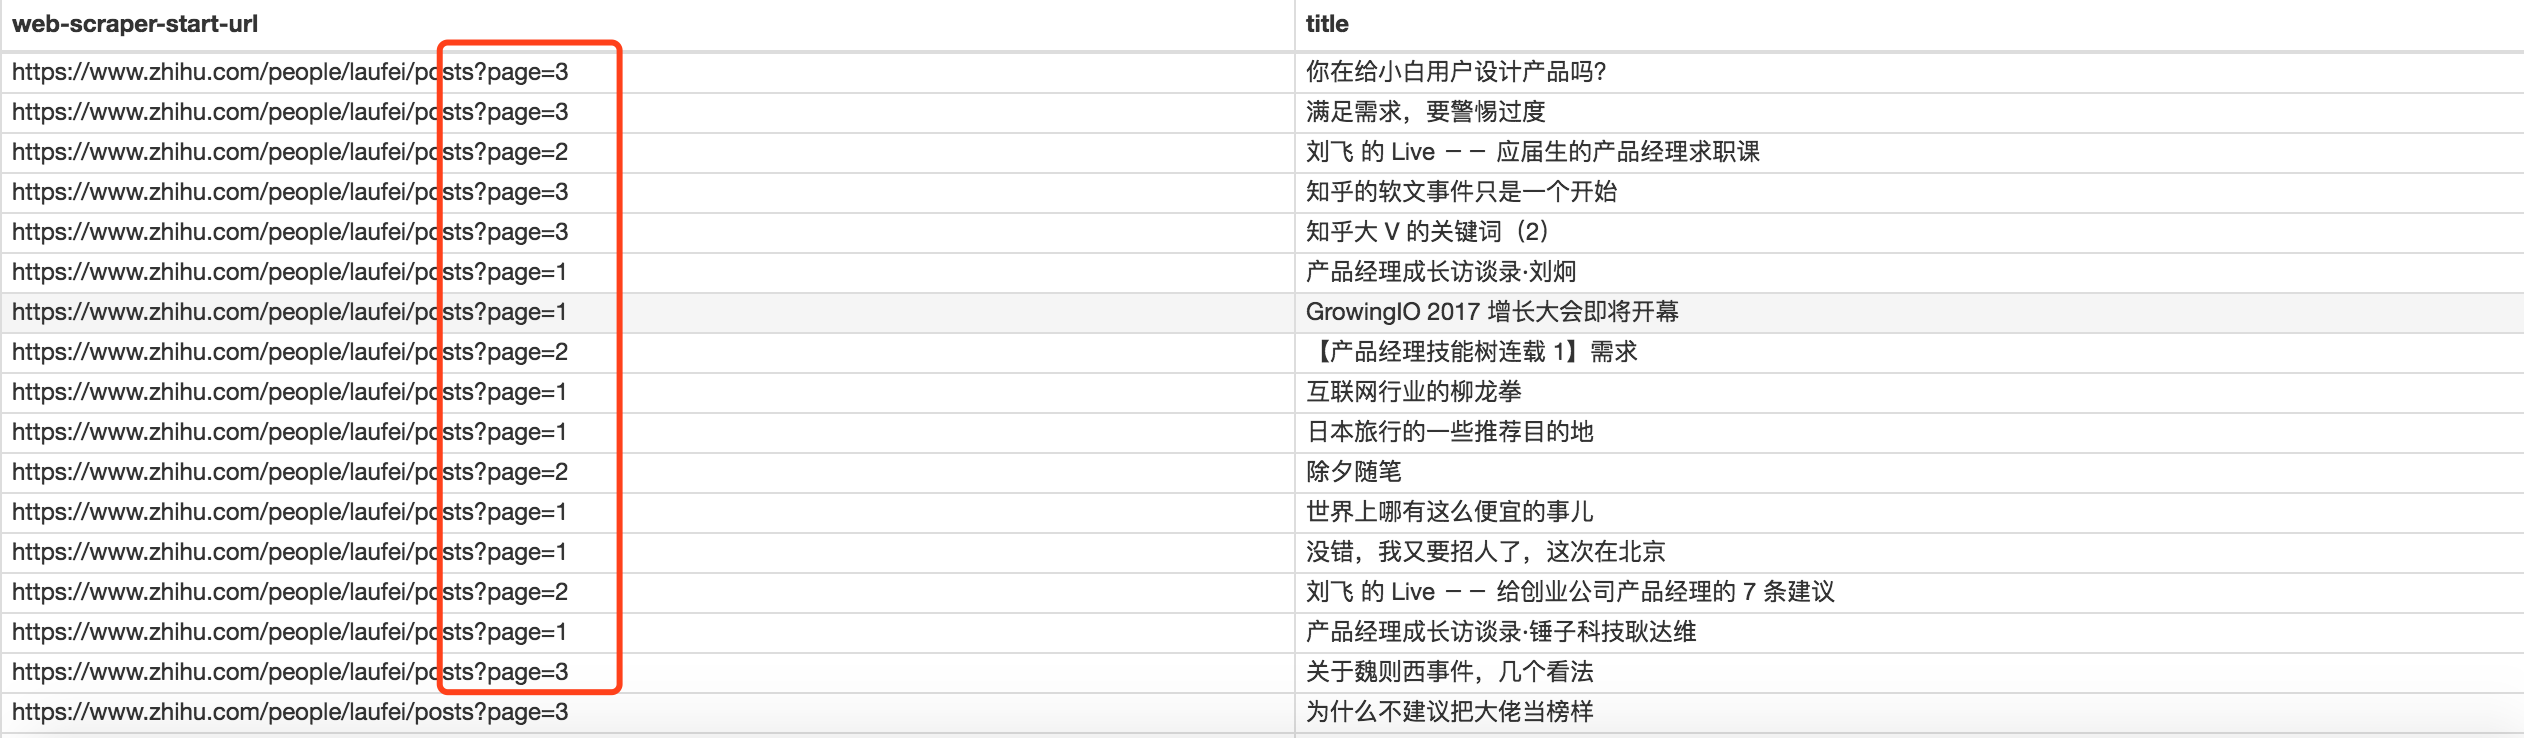 web-scraper-start-url title
https://www.zhihu.com/people/laufei/posts?page=3 你在给小白用户设计产品吗?
https://www.zhihu.com/people/laufei/posts?page=3 满足需求，要警惕过度
https://www.zhihu.com/people/laufei/posts?page=2 刘飞 的 Live －－ 应届生的产品经理求职课
https://www.zhihu.com/people/laufei/posts?page=3 知乎的软文事件只是一个开始
https://www.zhihu.com/people/laufei/posts?page=3 知乎大 V 的关键词（2）
https://www.zhihu.com/people/laufei/posts?page=1 产品经理成长访谈录·刘炯
https://www.zhihu.com/people/laufei/posts?page=1 GrowingIO 2017 增长大会即将开幕
https://www.zhihu.com/people/laufei/posts?page=2 【产品经理技能树连载 1】需求
https://www.zhihu.com/people/laufei/posts?page=1 互联网行业的柳龙拳
https://www.zhihu.com/people/laufei/posts?page=1 日本旅行的一些推荐目的地
https://www.zhihu.com/people/laufei/posts?page=2 除夕随笔
https://www.zhihu.com/people/laufei/posts?page=1 世界上哪有这么便宜的事儿
https://www.zhihu.com/people/laufei/posts?page=1 没错，我又要招人了，这次在北京
https://www.zhihu.com/people/laufei/posts?page=2 刘飞 的 Live －－ 给创业公司产品经理的 7 条建议
https://www.zhihu.com/people/laufei/posts?page=1 产品经理成长访谈录·锤子科技耿达维
https://www.zhihu.com/people/laufei/posts?page=3 关于魏则西事件，几个看法
https://www.zhihu.com/people/laufei/posts?page=3 为什么不建议把大佬当榜样